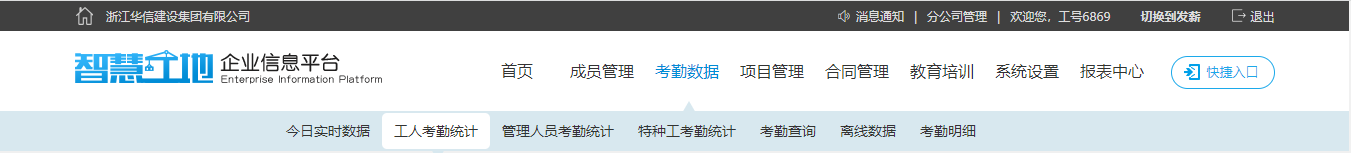 浙江华信建设集团有限公司 消息通知 | 分公司管理 | 欢迎您，工号6869 切换到发薪 退出
智慧工地 企业信息平台
Enterprise Information Platform
首页 成员管理 考勤数据 项目管理 合同管理 教育培训 系统设置 报表中心 快捷入口
今日实时数据 工人考勤统计 管理人员考勤统计 特种工考勤统计 考勤查询 离线数据 考勤明细